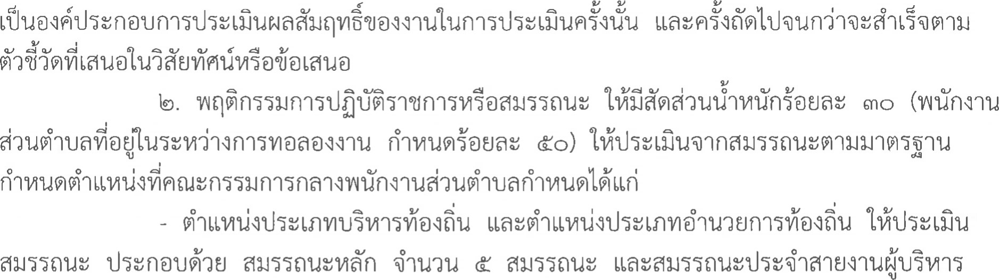 เป็นองค์ประกอบการประเมินผลสัมฤทธิ์ของงานในการประเมินครั้งนั้น และครั้งถัดไปจนกว่าจะสำเร็จตาม
ตัวชี้วัดที่เสนอในวิสัยทัศน์หรือข้อเสนอ
๒. พฤติกรรมการปฏิบัติราชการหรือสมรรถนะ ให้มีสัดส่วนน้ำหนักร้อยละ ๓๐ (พนักงาน
ส่วนตำบลที่อยู่ในระหว่างการทอลองงาน กำหนดร้อยละ ๕๐) ให้ประเมินจากสมรรถนะตามมาตรฐาน
กำหนดตำแหน่งที่คณะกรรมการกลางพนักงานส่วนตำบลกำหนดได้แก่
- ตำแหน่งประเภทบริหารท้องถิ่น และตำแหน่งประเภทอำนวยการท้องถิ่น ให้ประเมิน
สมรรถนะ ประกอบด้วย สมรรถนะหลัก จำนวน ๕ สมรรถนะ และสมรรถนะประจำสายงานผู้บริหาร